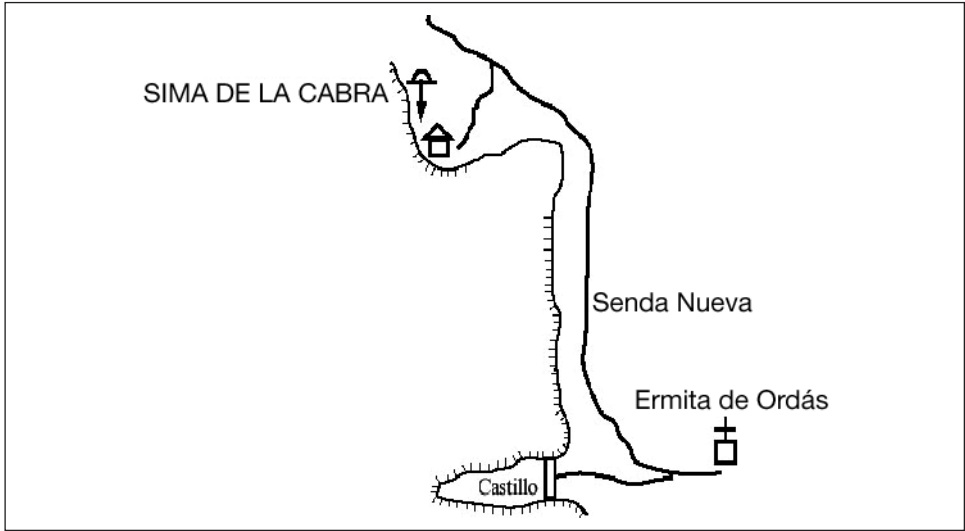 SIMA DE LA CABRA
Senda Nueva
Ermita de Ordás
Castillo